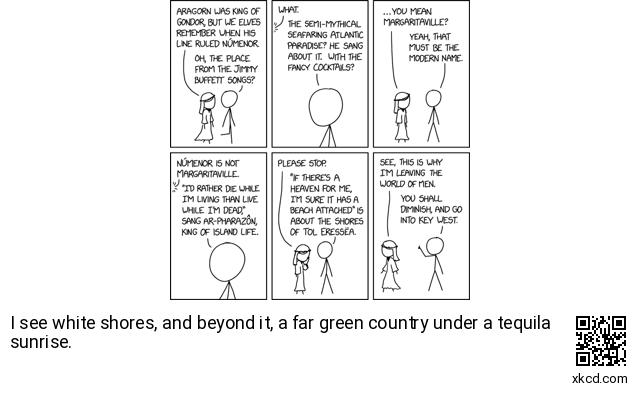 ARAGORN WAS KING OF
GONDOR, BUT WE ELVES
REMEMBER WHEN HIS
LINE RULED NÚMENOR.
OH, THE PLACE
FROM THE JIMMY
BUFFETT SONGS?
WHAT.
THE SEMI-MYTHICAL
SEAFARING ATLANTIC
PARADISE? HE SANG
ABOUT IT. WITH THE
FANCY COCKTAILS?
...YOU MEAN
MARGARITAVILLE?
YEAH, THAT
MUST BE THE
MODERN NAME.
NÚMENOR IS NOT
MARGARITAVILLE.
"I'D RATHER DIE WHILE
I'M LIVING THAN LIVE
WHILE I'M DEAD,"
SANG AR-PHARAZÔN,
KING OF ISLAND LIFE.
PLEASE STOP.
"IF THERE'S A
HEAVEN FOR ME,
I'M SURE IT HAS A
BEACH ATTACHED" IS
ABOUT THE SHORES
OF TOL ERESSËA.
SEE, THIS IS WHY
I'M LEAVING THE
WORLD OF MEN.
YOU SHALL
DIMINISH, AND GO
INTO KEY WEST.
I see white shores, and beyond it, a far green country under a tequila
sunrise.
xkcd.com